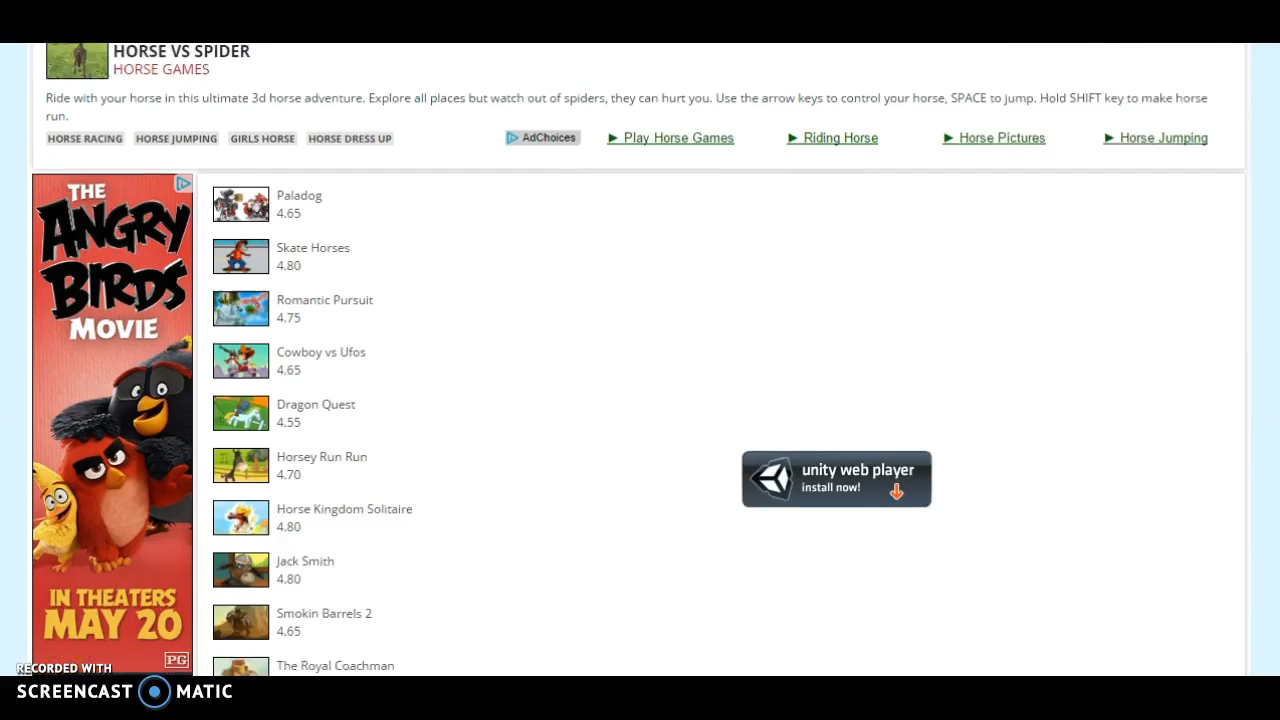 HORSE VS SPIDER
HORSE GAMES
Ride with your horse in this ultimate 3d horse adventure. Explore all places but watch out of spiders, they can hurt you. Use the arrow keys to control your horse, SPACE to jump. Hold SHIFT key to make horse
run.
HORSE RACING HORSE JUMPING GIRLS HORSE HORSE DRESS UP AdChoices Play Horse Games Riding Horse Horse Pictures Horse Jumping
THE
ANGRY
BIRDS
MOVIE
IN THEATERS
MAY 20
PG
Paladog
4.65
Skate Horses
4.80
Romantic Pursuit
4.75
Cowboy vs Ufos
4.65
Dragon Quest
4.55
Horsey Run Run
4.70
Horse Kingdom Solitaire
4.80
Jack Smith
4.80
Smokin Barrels 2
4.65
The Royal Coachman
unity web player
install now!
RECORDED WITH
SCREENCAST MATIC